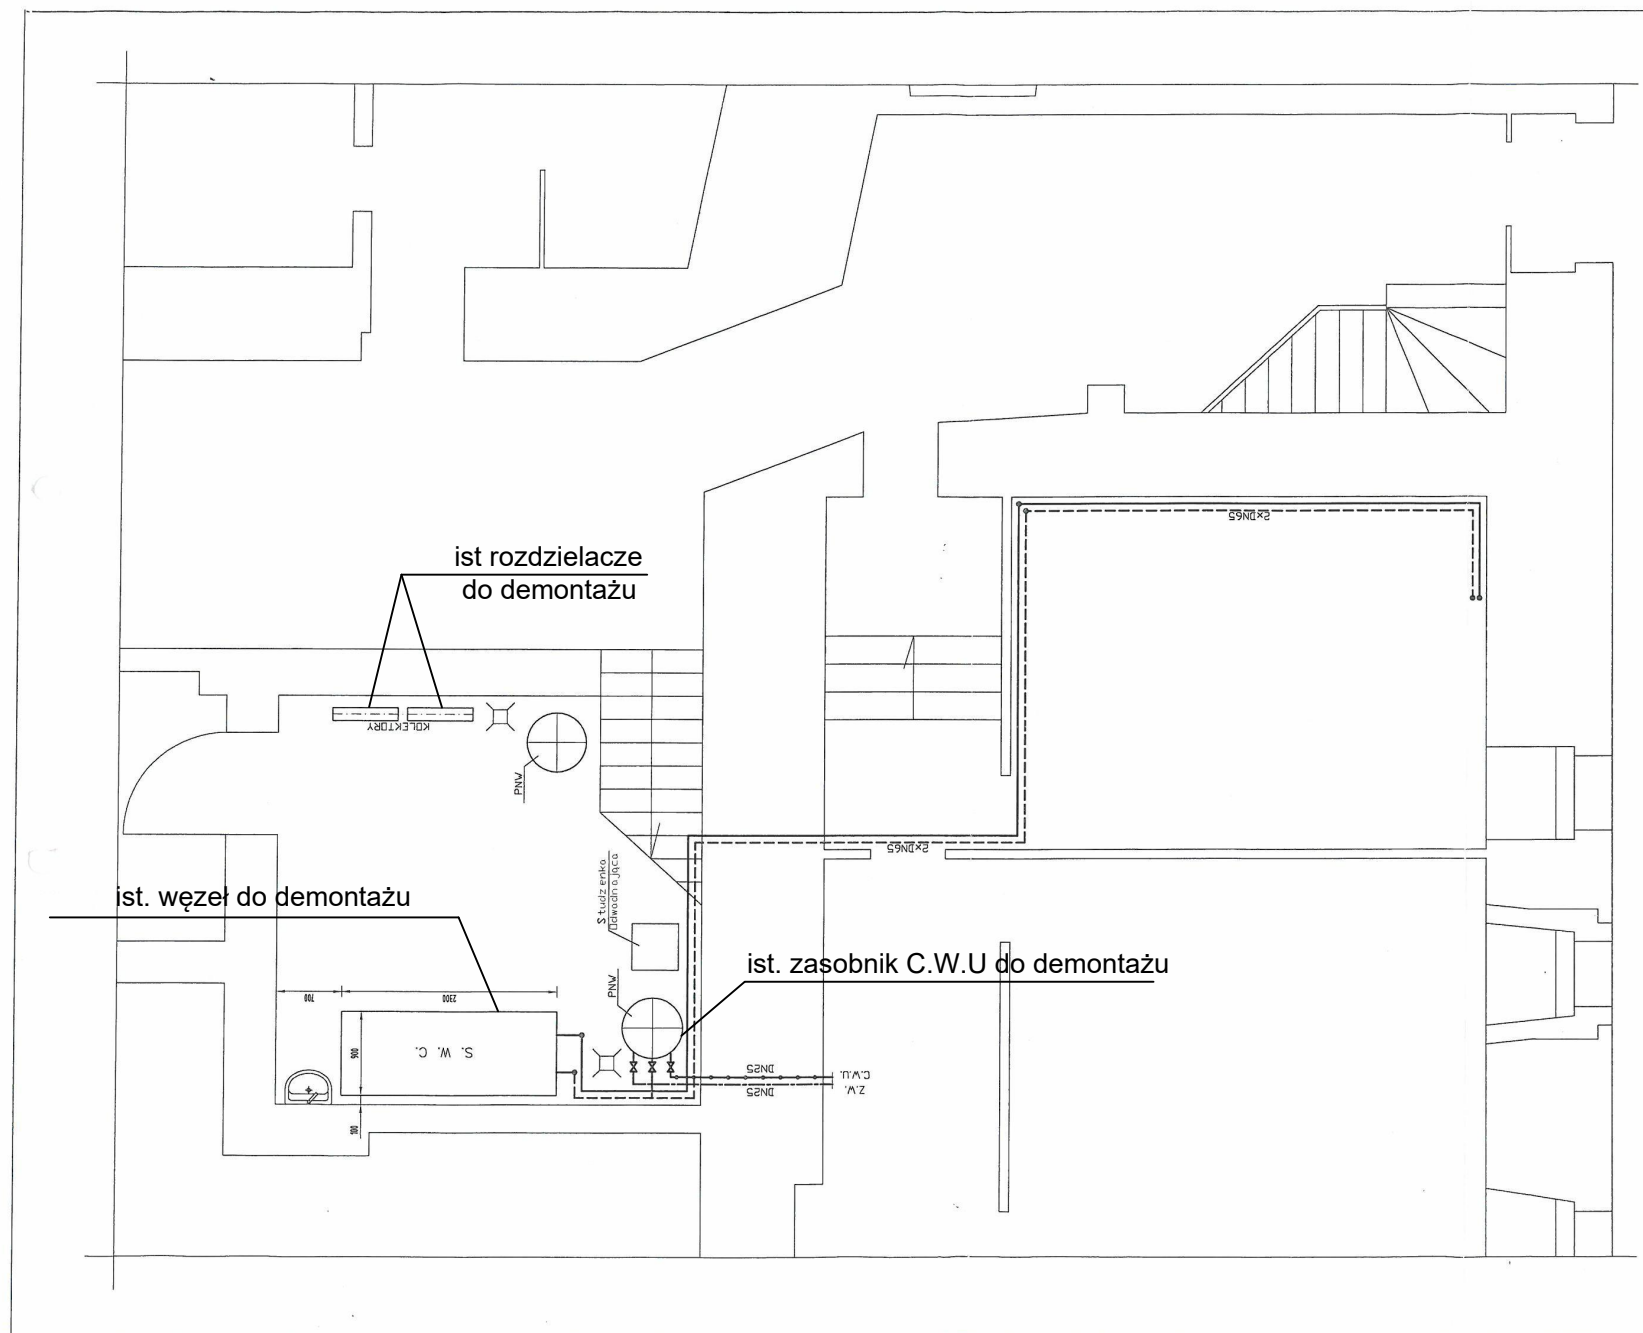 2xDN65
ist rozdzielacze
do demontażu
KOLEKTORY
PNW
2xDN65
Studzienka
Odwadniająca
ist. węzeł do demontażu
ist. zasobnik C.W.U do demontażu
PNW
700
2300
900
S. W. C.
DN25
C.W.U.
DN25
Z.W.
100